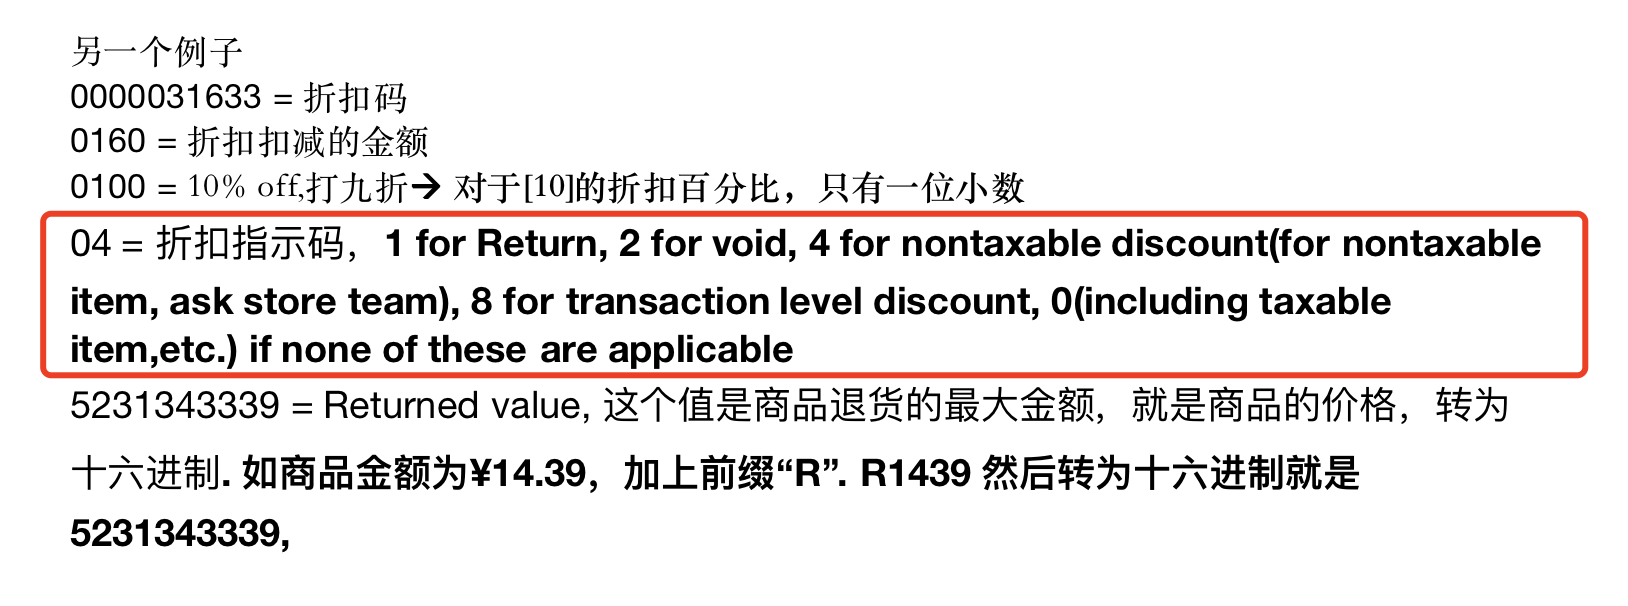 另一个例子
0000031633 = 折扣码
0160 = 折扣扣减的金额
0100 = 10% off,打九折➔ 对于[10]的折扣百分比，只有一位小数
04 = 折扣指示码，1 for Return, 2 for void, 4 for nontaxable discount(for nontaxable
item, ask store team), 8 for transaction level discount, 0(including taxable
item,etc.) if none of these are applicable
5231343339 = Returned value, 这个值是商品退货的最大金额，就是商品的价格，转为
十六进制. 如商品金额为¥14.39，加上前缀“R”. R1439 然后转为十六进制就是
5231343339,